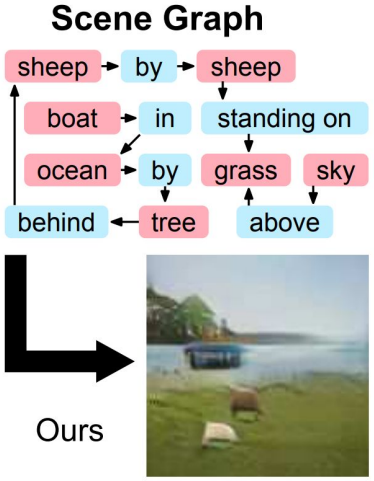 Scene Graph
sheep by sheep
boat in standing on
ocean by grass sky
behind tree above
Ours